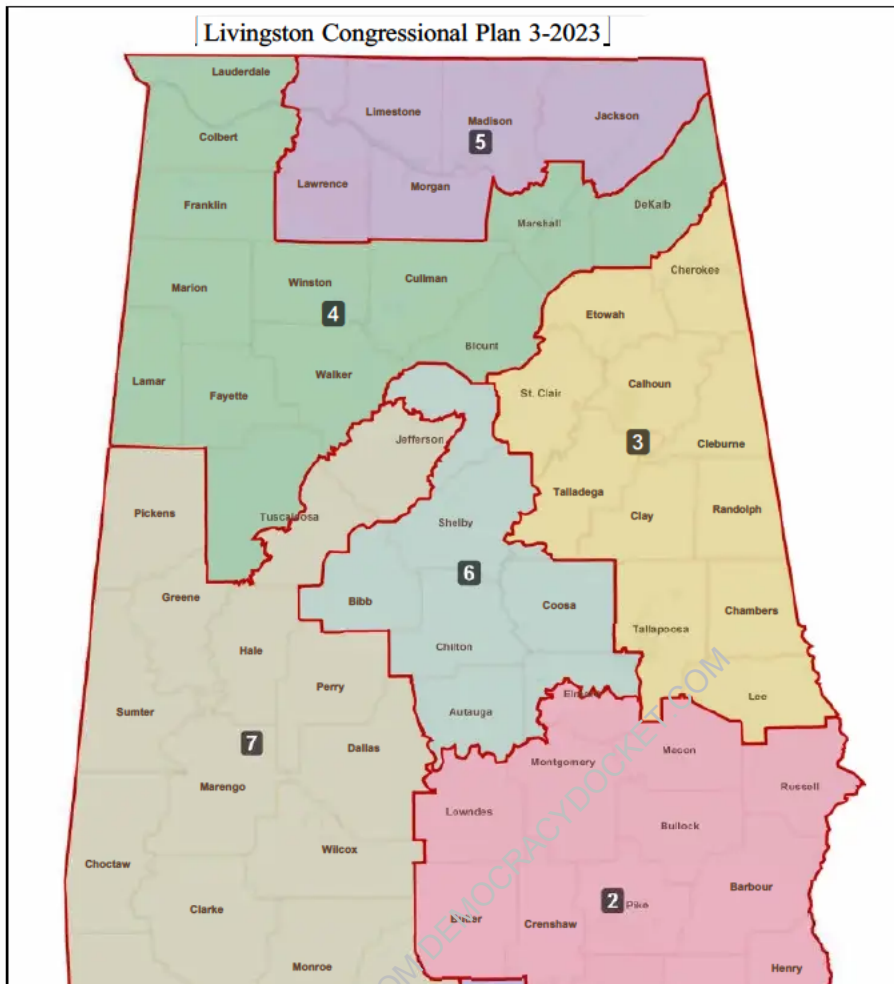 Livingston Congressional Plan 3-2023
Lauderdale
Limestone
Madison
Jackson
Colbert
5
Lawrence
Morgan
Franklin
DeKalb
Marshall
Cherokee
Cullman
Winston
Marion
4
Etowah
Blount
Walker
Lamar
Fayette
St. Clair
Calhoun
Jefferson
3
Cleburne
Talladega
Pickens
Tuscaloosa
Shelby
Clay
Randolph
6
Greene
Bibb
Coosa
Chambers
Tallapoosa
Hale
Chilton
Perry
Elmore
Lee
Sumter
Autauga
7
Dallas
Macon
Montgomery
Marengo
Russell
Lowndes
Bullock
Wilcox
Choctaw
Barbour
2
Pike
Clarke
Butler
Crenshaw
Monroe
Henry
OM DEMOCRACYDOCKET.COM